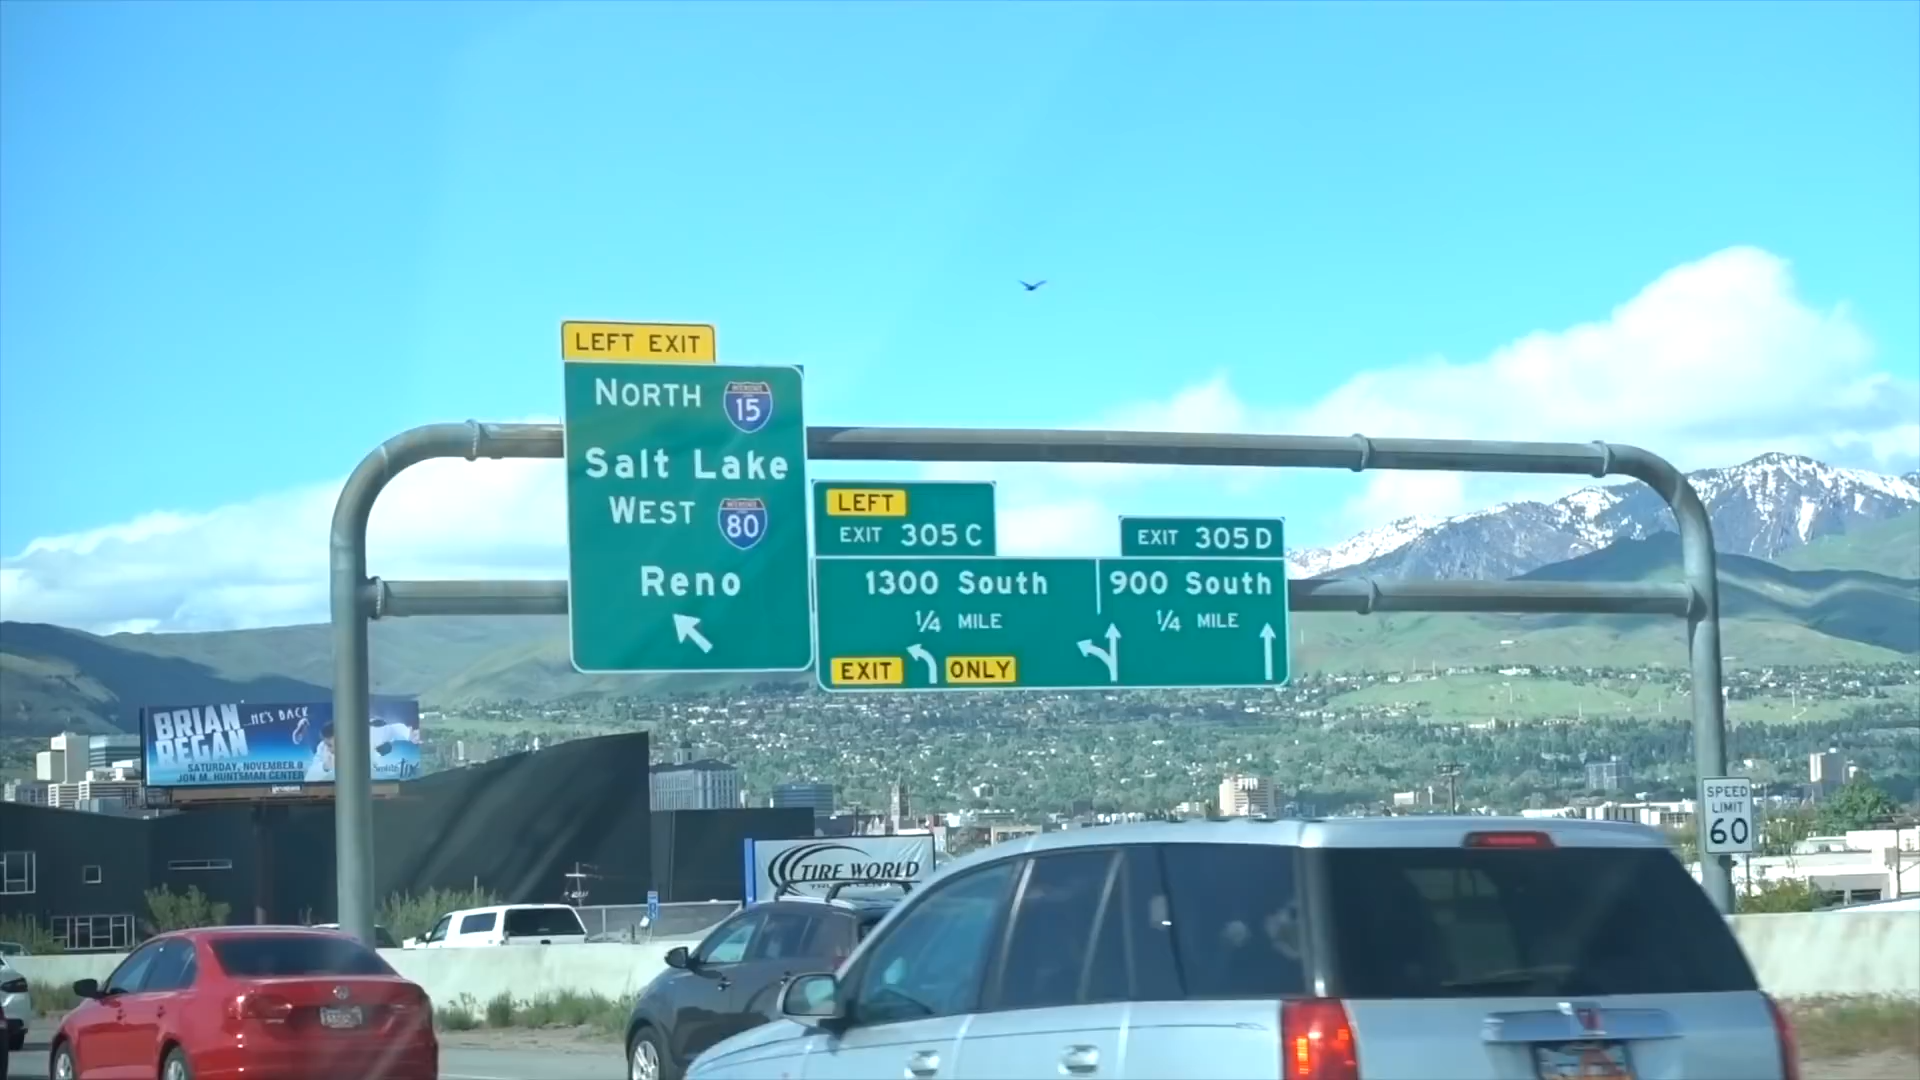 LEFT EXIT
NORTH 15
Salt Lake
WEST 80
Reno
LEFT
EXIT 305C
1300 South
1/4 MILE
EXIT ONLY
EXIT 305D
900 South
1/4 MILE
SPEED
LIMIT
60
BRIAN ...HE'S BACK
REGAN
SATURDAY, NOVEMBER 8
JON M. HUNTSMAN CENTER
TIRE WORLD